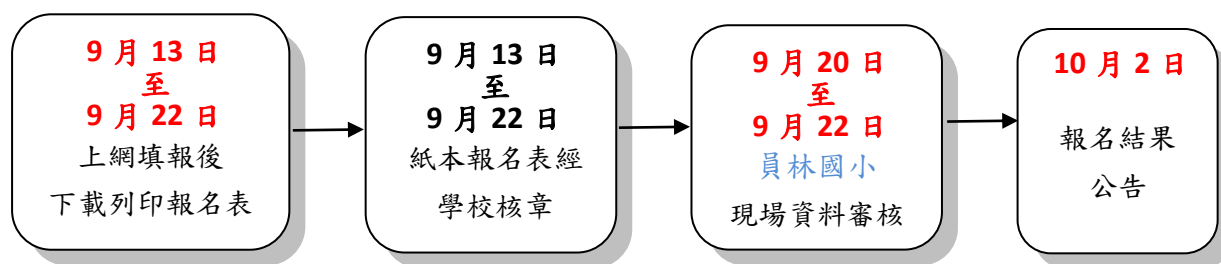 9 月 13 日
至
9 月 22 日
上網填報後
下載列印報名表
9 月 13 日
至
9 月 22 日
紙本報名表經
學校核章
9 月 20 日
至
9 月 22 日
員林國小
現場資料審核
10 月 2 日
報名結果
公告